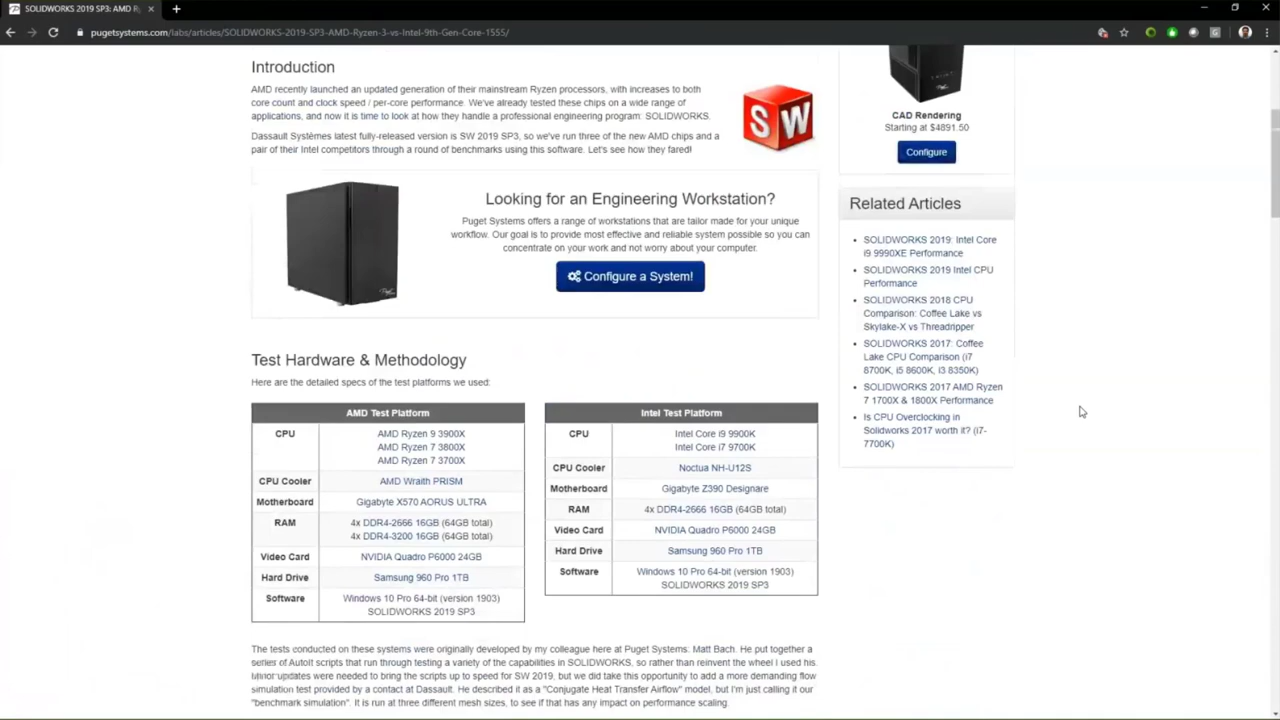 SOLIDWORKS 2019 SP3: AMD R
pugetsystems.com/labs/articles/SOLIDWORKS-2019-SP3-AMD-Ryzen-3-vs-Intel-9th-Gen-Core-1555/
Introduction
AMD recently launched an updated generation of their mainstream Ryzen processors, with increases to both
core count and clock speed / per-core performance. We've already tested these chips on a wide range of
applications, and now it is time to look at how they handle a professional engineering program: SOLIDWORKS.
Dassault Systèmes latest fully-released version is SW 2019 SP3, so we've run three of the new AMD chips and a
pair of their Intel competitors through a round of benchmarks using this software. Let's see how they fared!
SW
Looking for an Engineering Workstation?
Puget Systems offers a range of workstations that are tailor made for your unique
workflow. Our goal is to provide most effective and reliable system possible so you can
concentrate on your work and not worry about your computer.
Configure a System!
Test Hardware & Methodology
Here are the detailed specs of the test platforms we used:
AMD Test Platform
CPU AMD Ryzen 9 3900X
AMD Ryzen 7 3800X
AMD Ryzen 7 3700X
CPU Cooler AMD Wraith PRISM
Motherboard Gigabyte X570 AORUS ULTRA
RAM 4x DDR4-2666 16GB (64GB total)
4x DDR4-3200 16GB (64GB total)
Video Card NVIDIA Quadro P6000 24GB
Hard Drive Samsung 960 Pro 1TB
Software Windows 10 Pro 64-bit (version 1903)
SOLIDWORKS 2019 SP3
Intel Test Platform
CPU Intel Core i9 9900K
Intel Core i7 9700K
CPU Cooler Noctua NH-U12S
Motherboard Gigabyte Z390 Designare
RAM 4x DDR4-2666 16GB (64GB total)
Video Card NVIDIA Quadro P6000 24GB
Hard Drive Samsung 960 Pro 1TB
Software Windows 10 Pro 64-bit (version 1903)
SOLIDWORKS 2019 SP3
The tests conducted on these systems were originally developed by my colleague here at Puget Systems: Matt Bach. He put together a
series of AutoIt scripts that run through testing a variety of the capabilities in SOLIDWORKS, so rather than reinvent the wheel I used his.
Minor updates were needed to bring the scripts up to speed for SW 2019, but we did take this opportunity to add a more demanding flow
simulation test provided by a contact at Dassault. He described it as a "Conjugate Heat Transfer Airflow" model, but I'm just calling it our
"benchmark simulation". It is run at three different mesh sizes, to see if that has any impact on performance scaling.
CAD Rendering
Starting at $4891.50
Configure
Related Articles
SOLIDWORKS 2019: Intel Core
i9 9990XE Performance
SOLIDWORKS 2019 Intel CPU
Performance
SOLIDWORKS 2018 CPU
Comparison: Coffee Lake vs
Skylake-X vs Threadripper
SOLIDWORKS 2017: Coffee
Lake CPU Comparison (i7
8700K, i5 8600K, i3 8350K)
SOLIDWORKS 2017 AMD Ryzen
7 1700X & 1800X Performance
Is CPU Overclocking in
Solidworks 2017 worth it? (i7-
7700K)